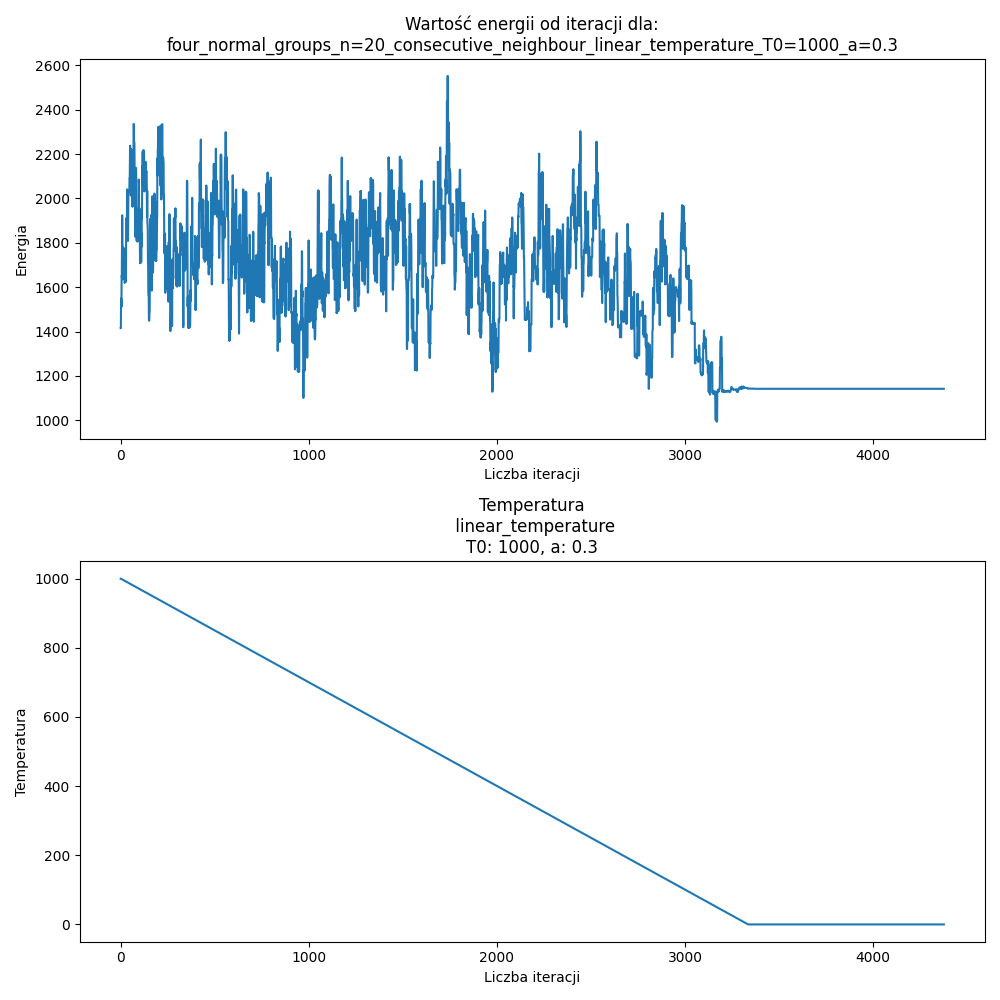 Wartość energii od iteracji dla:
four_normal_groups_n=20_consecutive_neighbour_linear_temperature_T0=1000_a=0.3
2600
2400
2200
2000
1800
1600
1400
1200
1000
Energia
0 1000 2000 3000 4000
Liczba iteracji
Temperatura
linear_temperature
T0: 1000, a: 0.3
1000
800
600
400
200
0
Temperatura
0 1000 2000 3000 4000
Liczba iteracji